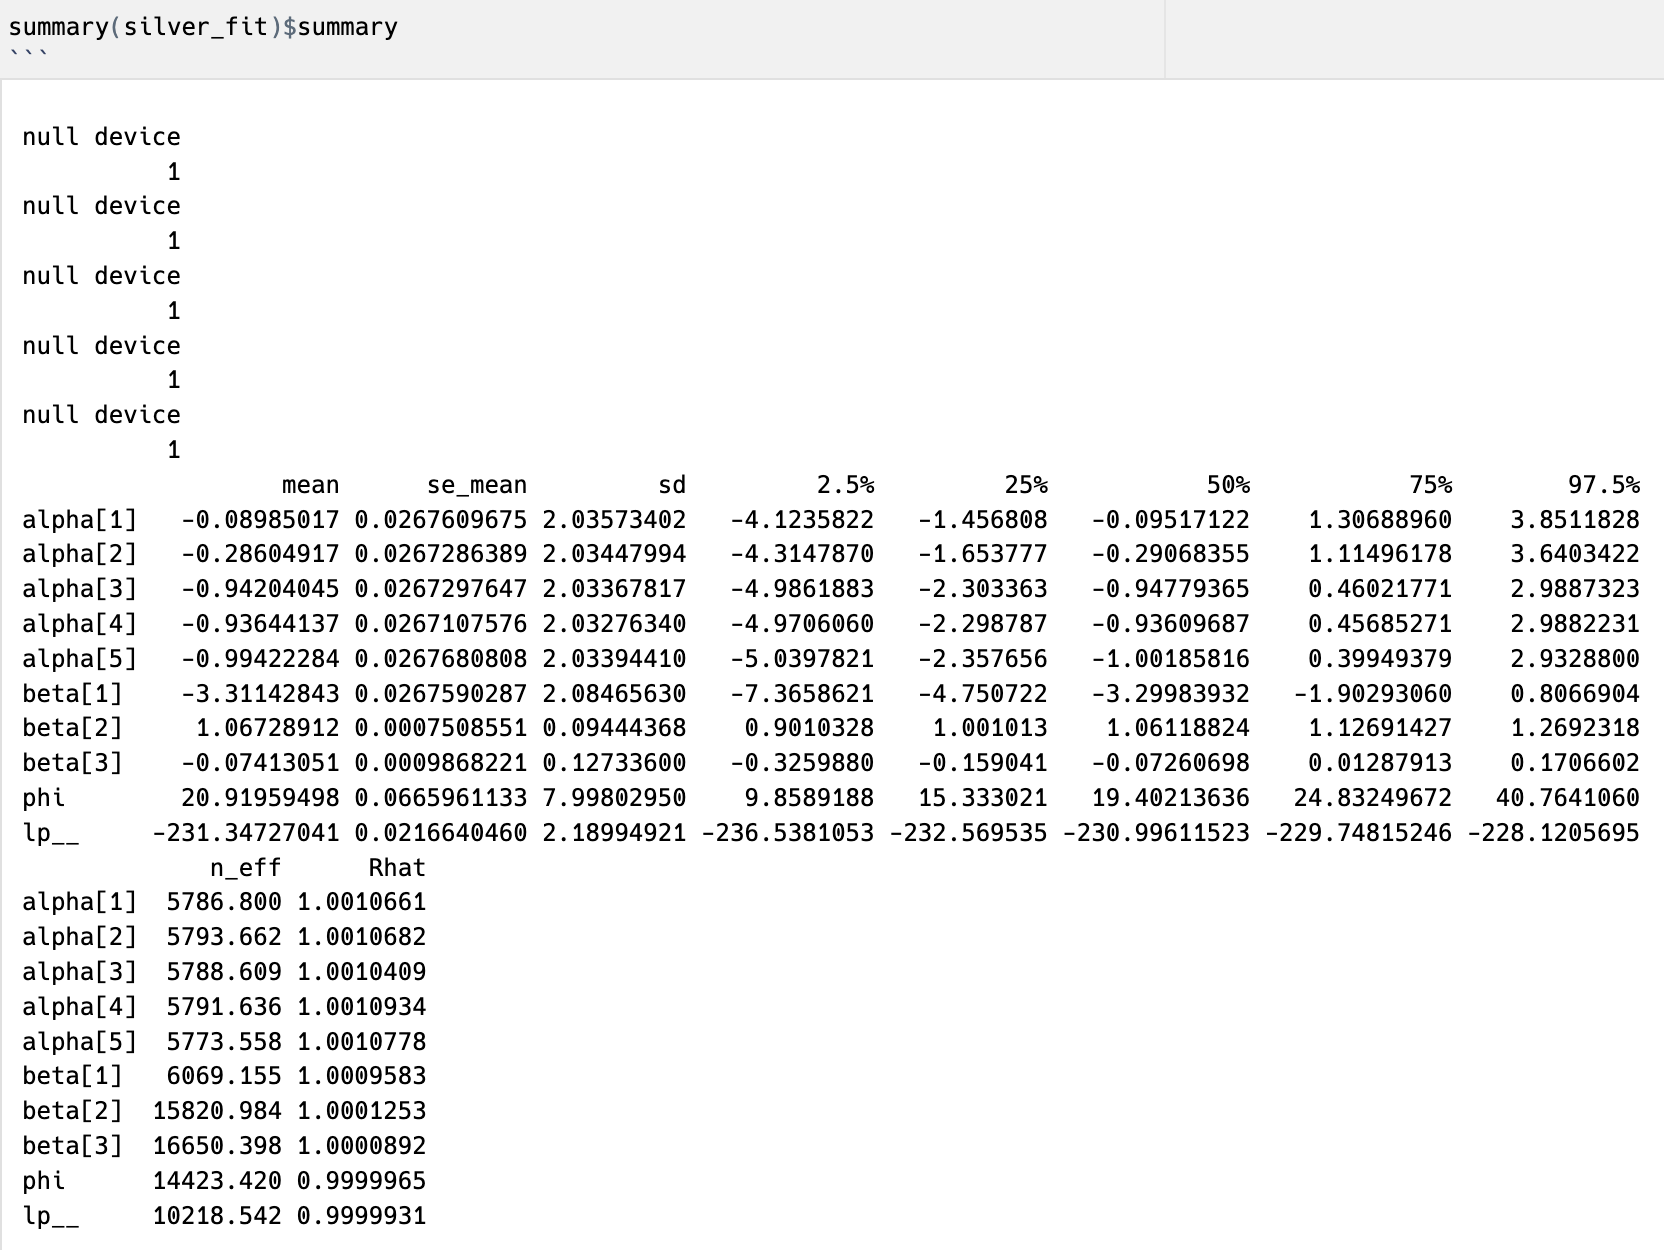 summary(silver_fit)$summary
```
null device
1
null device
1
null device
1
null device
1
null device
1
mean se_mean sd 2.5% 25% 50% 75% 97.5%
alpha[1] -0.08985017 0.0267609675 2.03573402 -4.1235822 -1.456808 -0.09517122 1.30688960 3.8511828
alpha[2] -0.28604917 0.0267286389 2.03447994 -4.3147870 -1.653777 -0.29068355 1.11496178 3.6403422
alpha[3] -0.94204045 0.0267297647 2.03367817 -4.9861883 -2.303363 -0.94779365 0.46021771 2.9887323
alpha[4] -0.93644137 0.0267107576 2.03276340 -4.9706060 -2.298787 -0.93609687 0.45685271 2.9882231
alpha[5] -0.99422284 0.0267680808 2.03394410 -5.0397821 -2.357656 -1.00185816 0.39949379 2.9328800
beta[1] -3.31142843 0.0267590287 2.08465630 -7.3658621 -4.750722 -3.29983932 -1.90293060 0.8066904
beta[2] 1.06728912 0.0007508551 0.09444368 0.9010328 1.001013 1.06118824 1.12691427 1.2692318
beta[3] -0.07413051 0.0009868221 0.12733600 -0.3259880 -0.159041 -0.07260698 0.01287913 0.1706602
phi 20.91959498 0.0665961133 7.99802950 9.8589188 15.333021 19.40213636 24.83249672 40.7641060
lp__ -231.34727041 0.0216640460 2.18994921 -236.5381053 -232.569535 -230.99611523 -229.74815246 -228.1205695
n_eff Rhat
alpha[1] 5786.800 1.0010661
alpha[2] 5793.662 1.0010682
alpha[3] 5788.609 1.0010409
alpha[4] 5791.636 1.0010934
alpha[5] 5773.558 1.0010778
beta[1] 6069.155 1.0009583
beta[2] 15820.984 1.0001253
beta[3] 16650.398 1.0000892
phi 14423.420 0.9999965
lp__ 10218.542 0.9999931